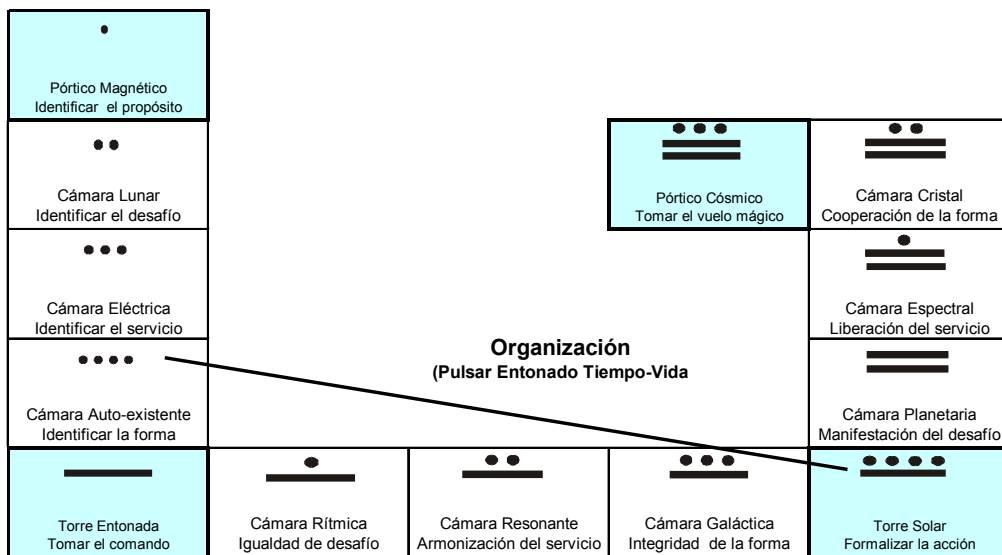 Pórtico Magnético
Identificar el propósito
Cámara Lunar
Identificar el desafío
Pórtico Cósmico
Tomar el vuelo mágico
Cámara Cristal
Cooperación de la forma
Cámara Eléctrica
Identificar el servicio
Cámara Espectral
Liberación del servicio
Organización
(Pulsar Entonado Tiempo-Vida
Cámara Auto-existente
Identificar la forma
Cámara Planetaria
Manifestación del desafío
Torre Entonada
Tomar el comando
Cámara Rítmica
Igualdad de desafío
Cámara Resonante
Armonización del servicio
Cámara Galáctica
Integridad de la forma
Torre Solar
Formalizar la acción